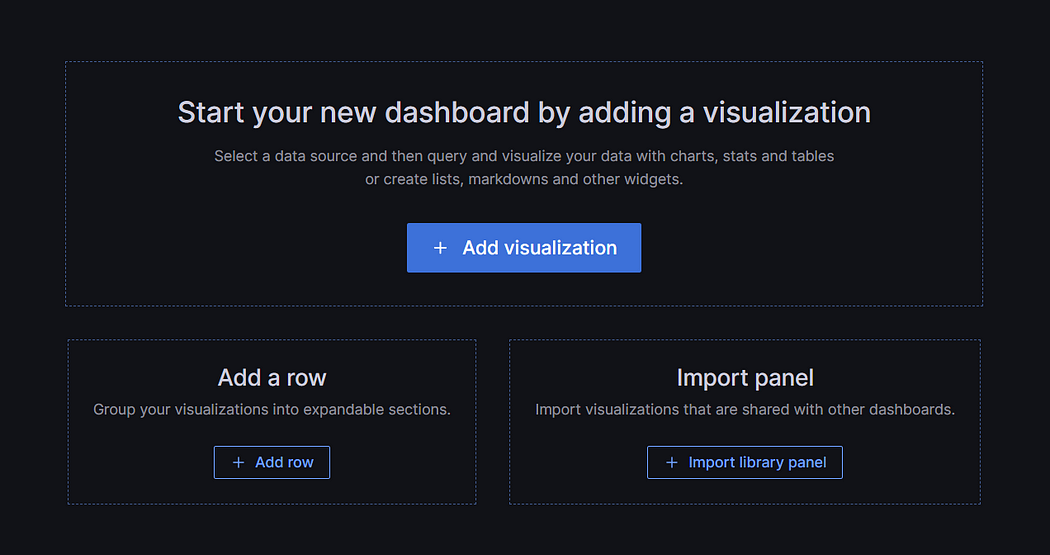 Start your new dashboard by adding a visualization
Select a data source and then query and visualize your data with charts, stats and tables
or create lists, markdowns and other widgets.
+ Add visualization
Add a row
Group your visualizations into expandable sections.
+ Add row
Import panel
Import visualizations that are shared with other dashboards.
+ Import library panel